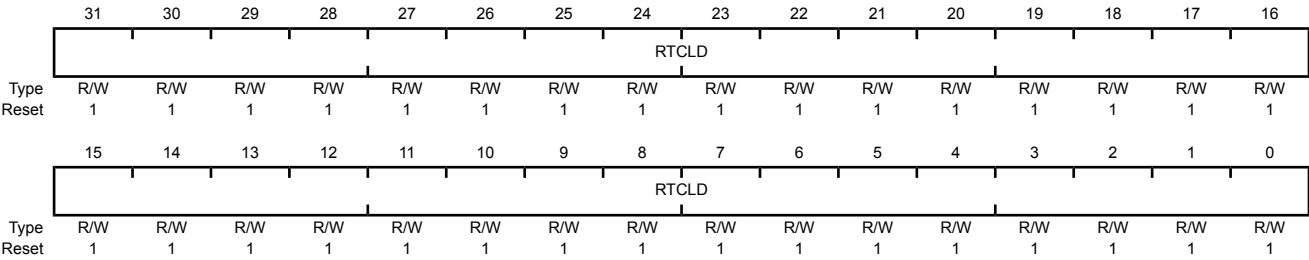 31 30 29 28 27 26 25 24 23 22 21 20 19 18 17 16
RTCLD
Type R/W R/W R/W R/W R/W R/W R/W R/W R/W R/W R/W R/W R/W R/W R/W R/W
Reset 1 1 1 1 1 1 1 1 1 1 1 1 1 1 1 1
15 14 13 12 11 10 9 8 7 6 5 4 3 2 1 0
RTCLD
Type R/W R/W R/W R/W R/W R/W R/W R/W R/W R/W R/W R/W R/W R/W R/W R/W
Reset 1 1 1 1 1 1 1 1 1 1 1 1 1 1 1 1